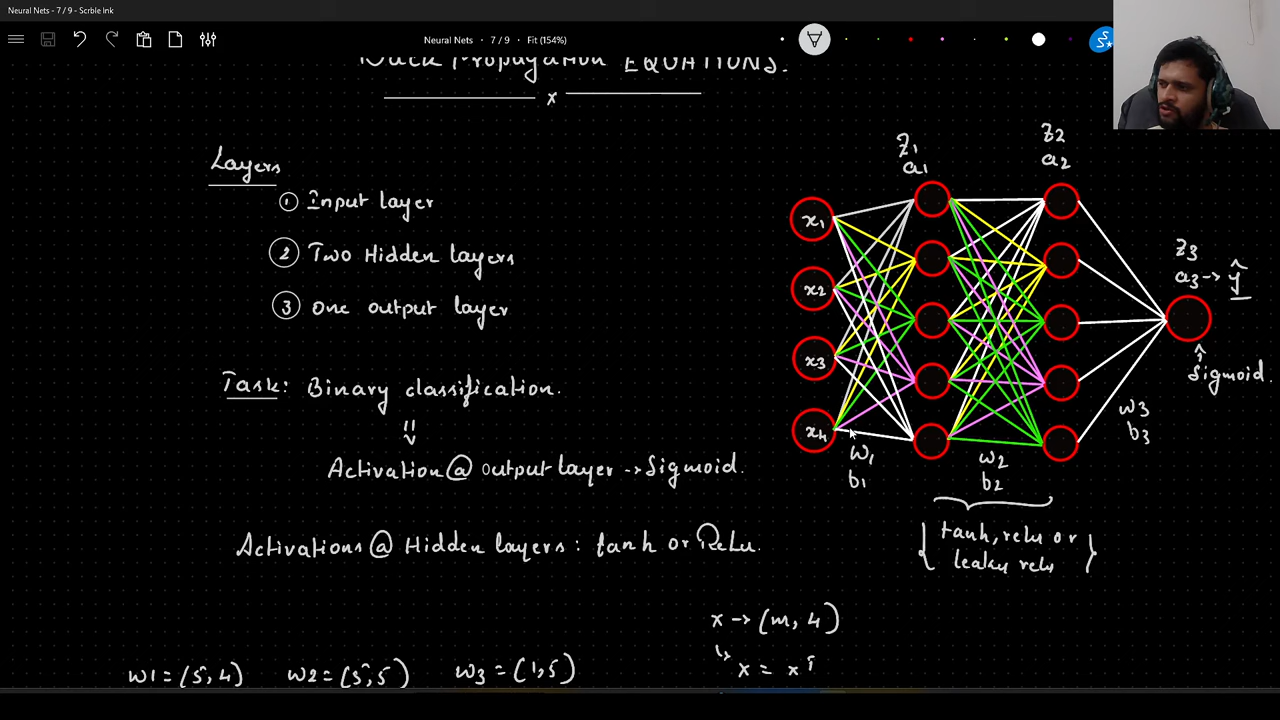 Neural Nets - 7 / 9 - Scrble Ink
Neural Nets • 7 / 9 • Fit (154%)
Back Propagation EQUATIONS.
x
Layers
1 Input layer
2 Two Hidden layers
3 one output layer
Task: Binary classification.
Activation @ output layer → Sigmoid.
Activations @ Hidden layers: tanh or Relu.
w1 = (5, 4) w2 = (5, 5) w3 = (1, 5)
x → (m, 4)
x = xT
z1
a1
z2
a2
z3
a3 → ŷ
x1
x2
x3
x4
Sigmoid.
w1
b1
w2
b2
w3
b3
{ tanh, relu or
leaky relu }